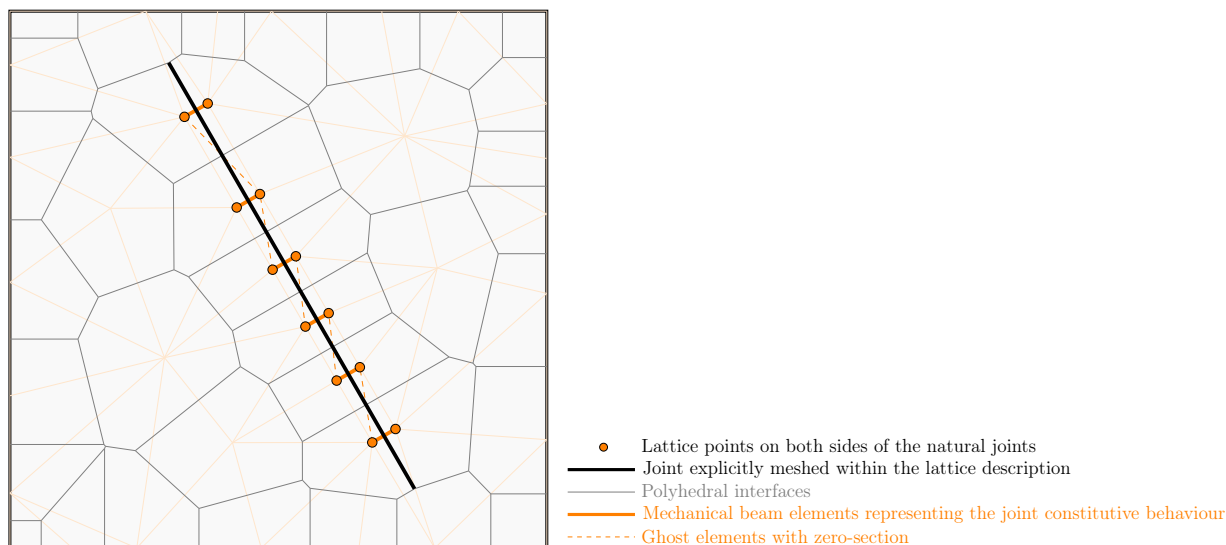 Lattice points on both sides of the natural joints
Joint explicitly meshed within the lattice description
Polyhedral interfaces
Mechanical beam elements representing the joint constitutive behaviour
Ghost elements with zero-section